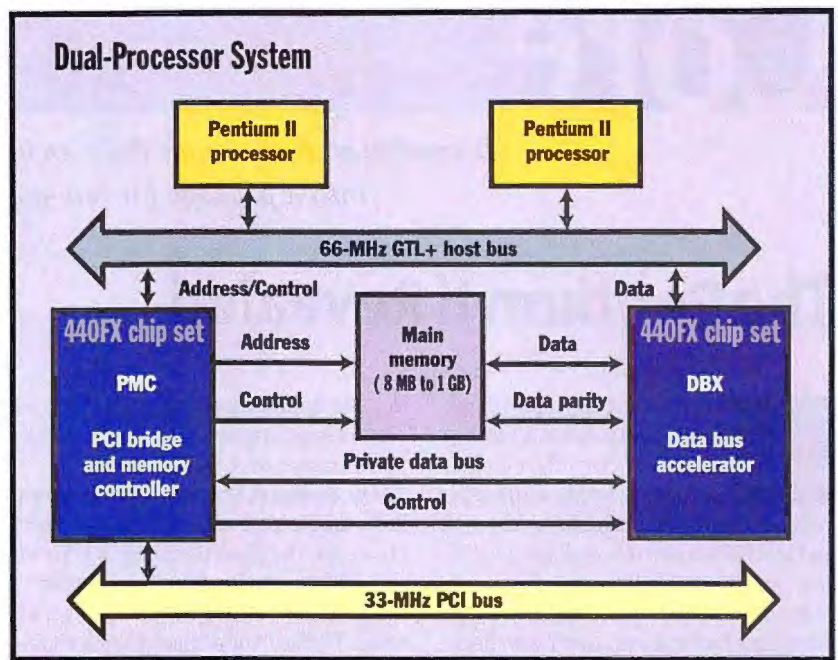 Dual-Processor System
Pentium II
processor
Pentium II
processor
66-MHz GTL+ host bus
Address/Control
Data
440FX chip set
PMC
PCI bridge
and memory
controller
Address
Control
Main
memory
( 8 MB to 1 GB)
Data
Data parity
440FX chip set
DBX
Data bus
accelerator
Private data bus
Control
33-MHz PCI bus